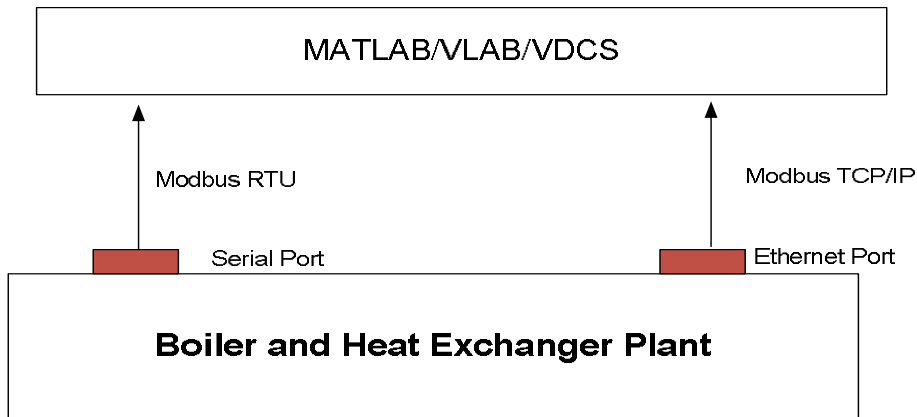 MATLAB/VLAB/VDCS
Modbus RTU
Modbus TCP/IP
Serial Port
Ethernet Port
Boiler and Heat Exchanger Plant